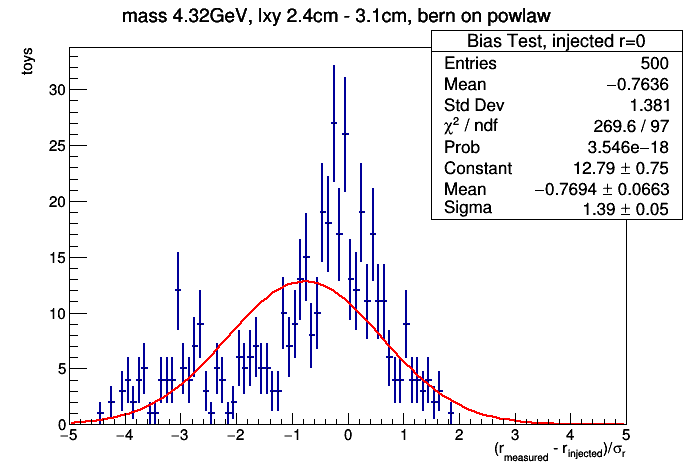 mass 4.32GeV, lxy 2.4cm - 3.1cm, bern on powlaw
Bias Test, injected r=0
Entries 500
Mean −0.7636
Std Dev 1.381
χ² / ndf 269.6 / 97
Prob 3.546e−18
Constant 12.79 ± 0.75
Mean −0.7694 ± 0.0663
Sigma 1.39 ± 0.05
toys
30
25
20
15
10
5
0
−5 −4 −3 −2 −1 0 1 2 3 4 5
(r_measured - r_injected)/σ_r